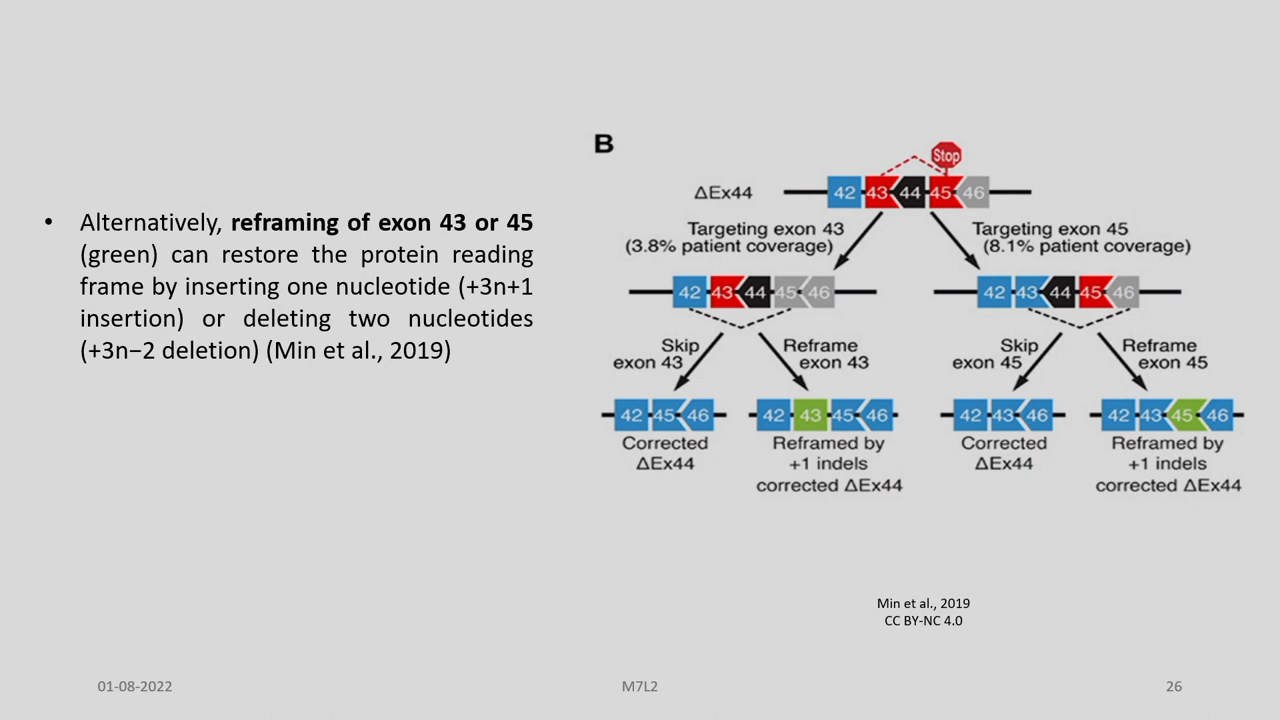 • Alternatively, reframing of exon 43 or 45
(green) can restore the protein reading
frame by inserting one nucleotide (+3n+1
insertion) or deleting two nucleotides
(+3n−2 deletion) (Min et al., 2019)
B
Stop
ΔEx44
42 43 44 45 46
Targeting exon 43
(3.8% patient coverage)
Targeting exon 45
(8.1% patient coverage)
42 43 44 45 46
42 43 44 45 46
Skip
exon 43
Reframe
exon 43
Skip
exon 45
Reframe
exon 45
42 45 46
42 43 45 46
42 43 46
42 43 45 46
Corrected
ΔEx44
Reframed by
+1 indels
corrected ΔEx44
Corrected
ΔEx44
Reframed by
+1 indels
corrected ΔEx44
Min et al., 2019
CC BY-NC 4.0
01-08-2022
M7L2
26